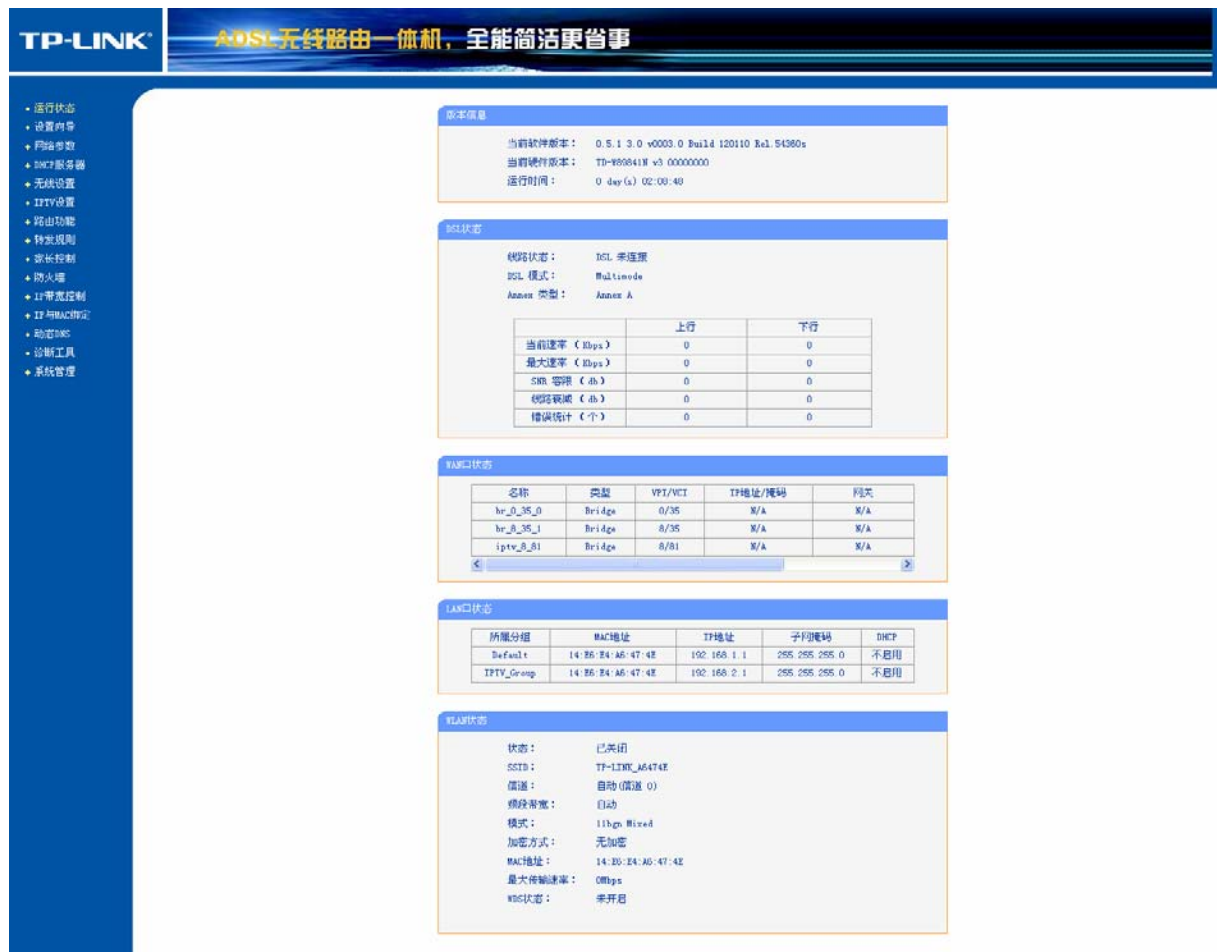 TP-LINK
ADSL无线路由一体机,全能简洁更省事
运行状态
设置向导
网络参数
DHCP服务器
无线设置
IPTV设置
路由功能
转发规则
家长控制
防火墙
IP带宽控制
IP与MAC绑定
动态DNS
诊断工具
系统管理
版本信息
当前软件版本: 0.5.1 3.0 v0003.0 Build 120110 Rel.54360s
当前硬件版本: TD-W89841N v3 00000000
运行时间: 0 day(s) 02:08:48
DSL状态
线路状态: DSL 未连接
DSL 模式: Multimode
Annex 类型: Annex A
上行 下行
当前速率 (Kbps) 0 0
最大速率 (Kbps) 0 0
SNR 容限 (db) 0 0
线路衰减 (db) 0 0
错误统计 (个) 0 0
WAN口状态
名称 类型 VPI/VCI IP地址/掩码 网关
br_0_35_0 Bridge 0/35 N/A N/A
br_8_35_1 Bridge 8/35 N/A N/A
iptv_8_81 Bridge 8/81 N/A N/A
LAN口状态
所属分组 MAC地址 IP地址 子网掩码 DHCP
Default 14:E6:E4:A6:47:4E 192.168.1.1 255.255.255.0 不启用
IPTV_Group 14:E6:E4:A6:47:4E 192.168.2.1 255.255.255.0 不启用
WLAN状态
状态: 已关闭
SSID: TP-LINK_A6474E
信道: 自动(信道 0)
频段带宽: 自动
模式: 11bgn Mixed
加密方式: 无加密
MAC地址: 14:E6:E4:A6:47:4E
最大传输速率: 0Mbps
WDS状态: 未开启